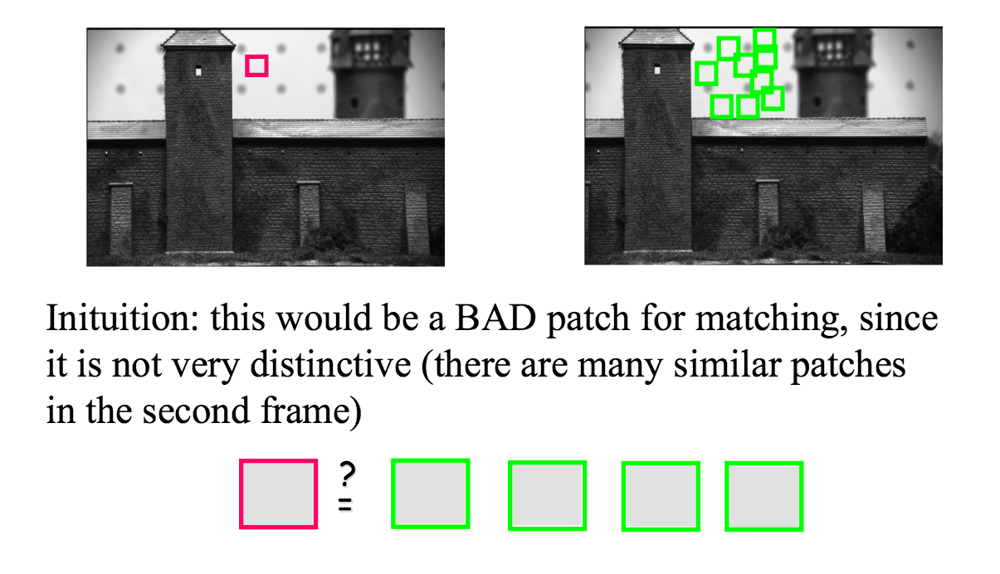 Inituition: this would be a BAD patch for matching, since
it is not very distinctive (there are many similar patches
in the second frame)
?
=